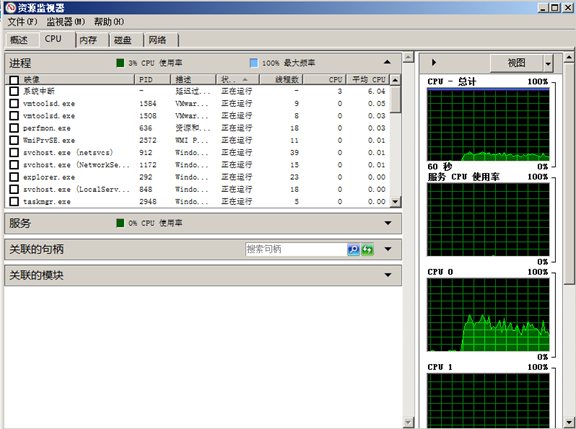 资源监视器
文件(F) 监视器(M) 帮助(H)
概述 CPU 内存 磁盘 网络
进程 3% CPU 使用率 100% 最大频率
映像 PID 描述 状.. 线程数 CPU 平均 CPU
系统中断 - 延迟过... 正在运行 - 3 6.04
vmtoolsd.exe 1584 VMwar... 正在运行 9 0 0.05
vmtoolsd.exe 1508 VMwar... 正在运行 8 0 0.03
perfmon.exe 636 资源和... 正在运行 18 0 0.03
WmiPrvSE.exe 2572 WMI P... 正在运行 11 0 0.01
svchost.exe (netsvcs) 912 Windo... 正在运行 39 0 0.01
svchost.exe (NetworkSe... 1172 Windo... 正在运行 15 0 0.01
explorer.exe 292 Windo... 正在运行 23 0 0.00
svchost.exe (LocalServ... 848 Windo... 正在运行 18 0 0.00
taskmgr.exe 2948 Windo... 正在运行 5 0 0.00
服务 0% CPU 使用率
关联的句柄 搜索句柄
关联的模块
视图
CPU - 总计 100%
60 秒 0%
服务 CPU 使用率 100%
0%
CPU 0 100%
0%
CPU 1 100%